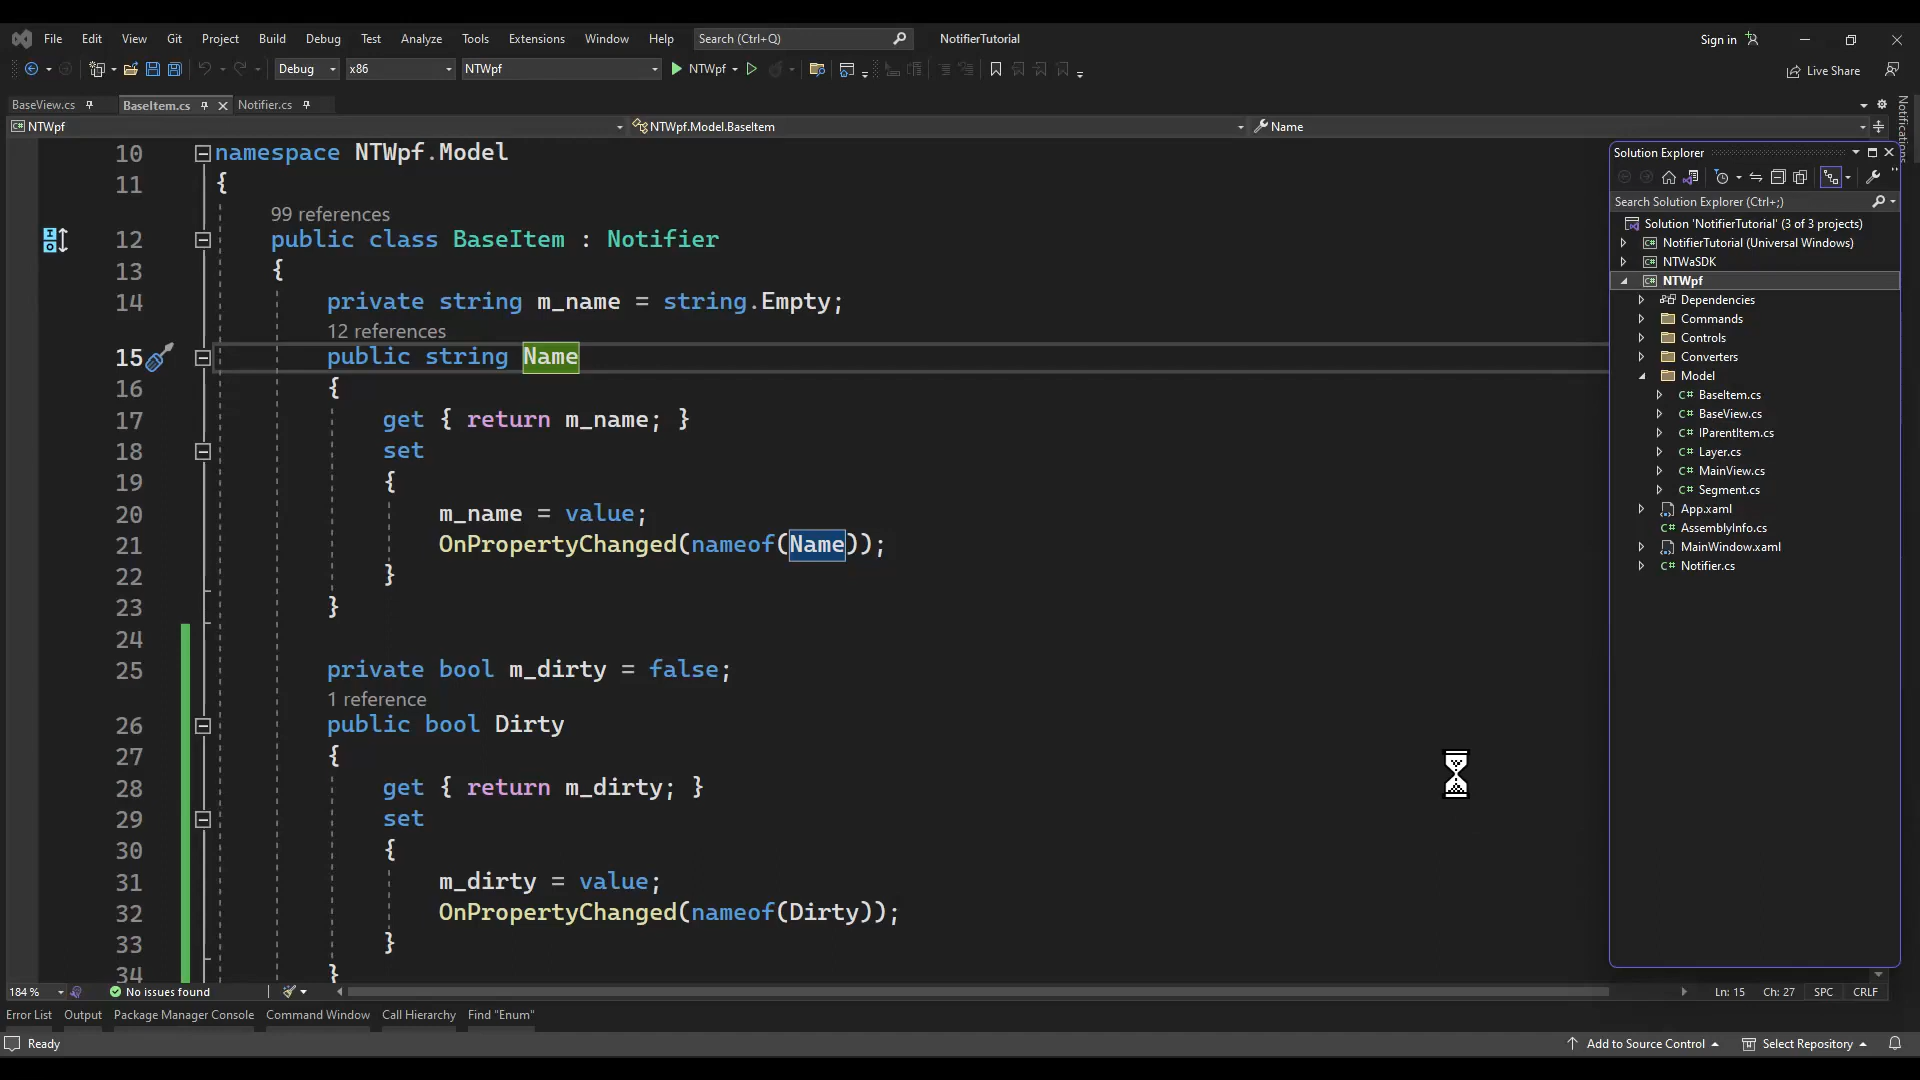 File Edit View Git Project Build Debug Test Analyze Tools Extensions Window Help Search (Ctrl+Q) NotifierTutorial Sign in
Debug x86 NTWpf NTWpf Live Share
BaseView.cs BaseItem.cs Notifier.cs
NTWpf NTWpf.Model.BaseItem Name
Notifications
10 namespace NTWpf.Model
11 {
99 references
12 public class BaseItem : Notifier
13 {
14 private string m_name = string.Empty;
12 references
15 public string Name
16 {
17 get { return m_name; }
18 set
19 {
20 m_name = value;
21 OnPropertyChanged(nameof(Name));
22 }
23 }
24
25 private bool m_dirty = false;
1 reference
26 public bool Dirty
27 {
28 get { return m_dirty; }
29 set
30 {
31 m_dirty = value;
32 OnPropertyChanged(nameof(Dirty));
33 }
34 }
Solution Explorer
Search Solution Explorer (Ctrl+;)
Solution 'NotifierTutorial' (3 of 3 projects)
C# NotifierTutorial (Universal Windows)
C# NTWaSDK
C# NTWpf
Dependencies
Commands
Controls
Converters
Model
C# BaseItem.cs
C# BaseView.cs
C# IParentItem.cs
C# Layer.cs
C# MainView.cs
C# Segment.cs
App.xaml
C# AssemblyInfo.cs
MainWindow.xaml
C# Notifier.cs
184 % No issues found Ln: 15 Ch: 27 SPC CRLF
Error List Output Package Manager Console Command Window Call Hierarchy Find "Enum"
Ready Add to Source Control Select Repository